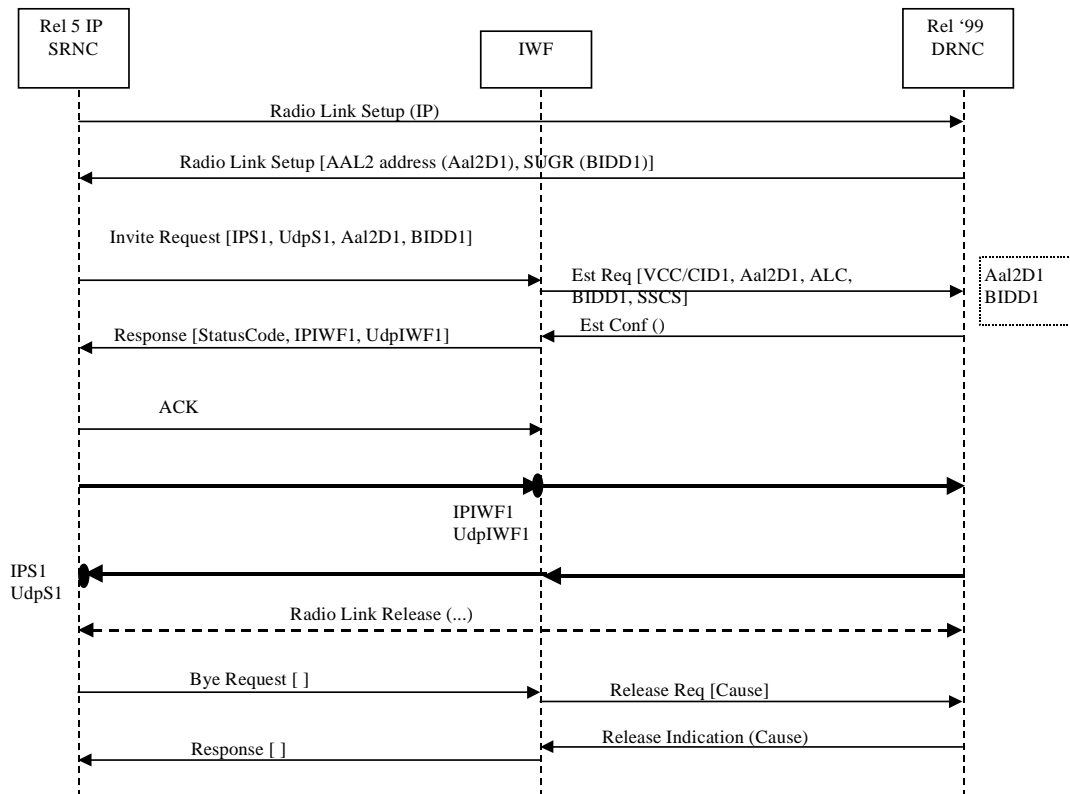 Rel 5 IP
SRNC
IWF
Rel ‘99
DRNC
Radio Link Setup (IP)
Radio Link Setup [AAL2 address (Aal2D1), SUGR (BIDD1)]
Invite Request [IPS1, UdpS1, Aal2D1, BIDD1]
Est Req [VCC/CID1, Aal2D1, ALC,
BIDD1, SSCS]
Aal2D1
BIDD1
Est Conf ()
Response [StatusCode, IPIWF1, UdpIWF1]
ACK
IPIWF1
UdpIWF1
IPS1
UdpS1
Radio Link Release (...)
Bye Request [ ]
Release Req [Cause]
Release Indication (Cause)
Response [ ]